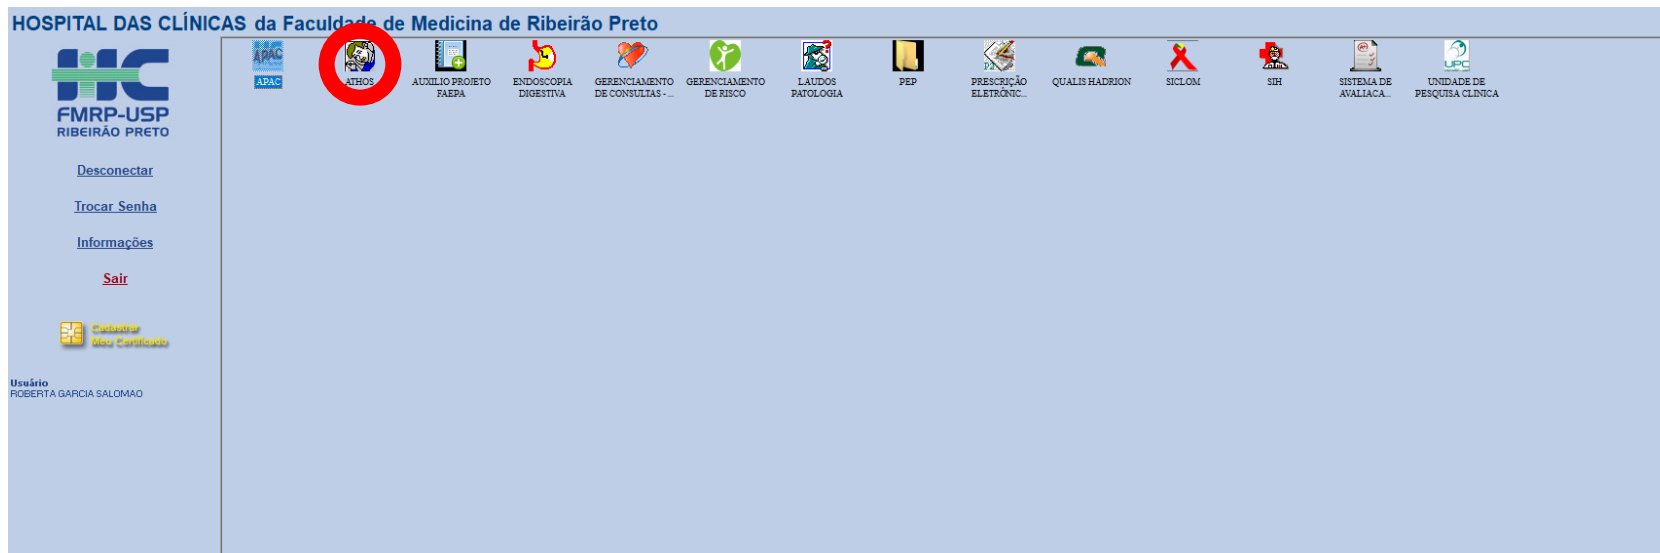 HOSPITAL DAS CLÍNICAS da Faculdade de Medicina de Ribeirão Preto
HC
FMRP-USP
RIBEIRÃO PRETO
Desconectar
Trocar Senha
Informações
Sair
Cadastrar
Meu Certificado
Usuário
ROBERTA GARCIA SALOMAO
APAC
APAC
ATHOS
AUXILIO PROJETO
FAEPA
ENDOSCOPIA
DIGESTIVA
GERENCIAMENTO
DE CONSULTAS - ...
GERENCIAMENTO
DE RISCO
LAUDOS
PATOLOGIA
PEP
PRESCRIÇÃO
ELETRÔNIC...
QUALIS HADRION
SICLOM
SIH
SISTEMA DE
AVALIACA...
UPC
UNIDADE DE
PESQUISA CLINICA